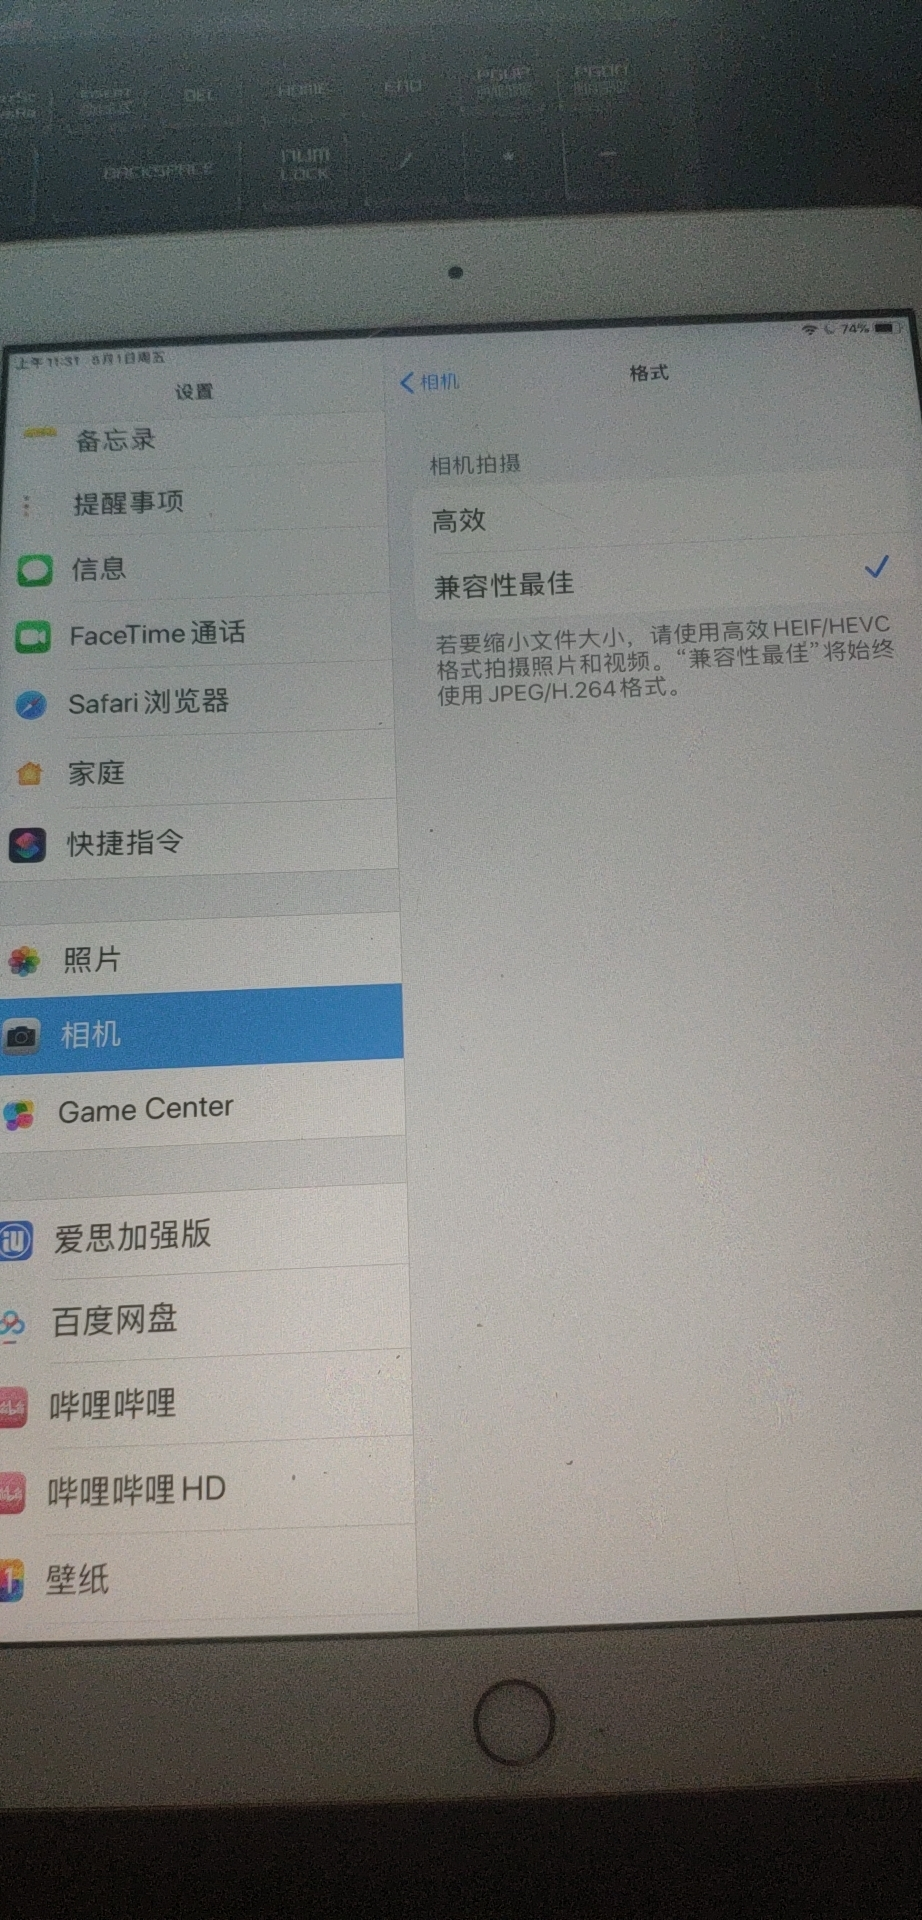 DEL
HOME
END
PGUP
PGDN
BACKSPACE
NUM
LOCK
/
*
-
上午11:31 8月1日周五
74%
设置
相机
格式
备忘录
提醒事项
信息
FaceTime 通话
Safari 浏览器
家庭
快捷指令
照片
相机
Game Center
爱思加强版
百度网盘
哔哩哔哩
哔哩哔哩 HD
壁纸
相机拍摄
高效
兼容性最佳
若要缩小文件大小，请使用高效 HEIF/HEVC
格式拍摄照片和视频。“兼容性最佳”将始终
使用 JPEG/H.264 格式。